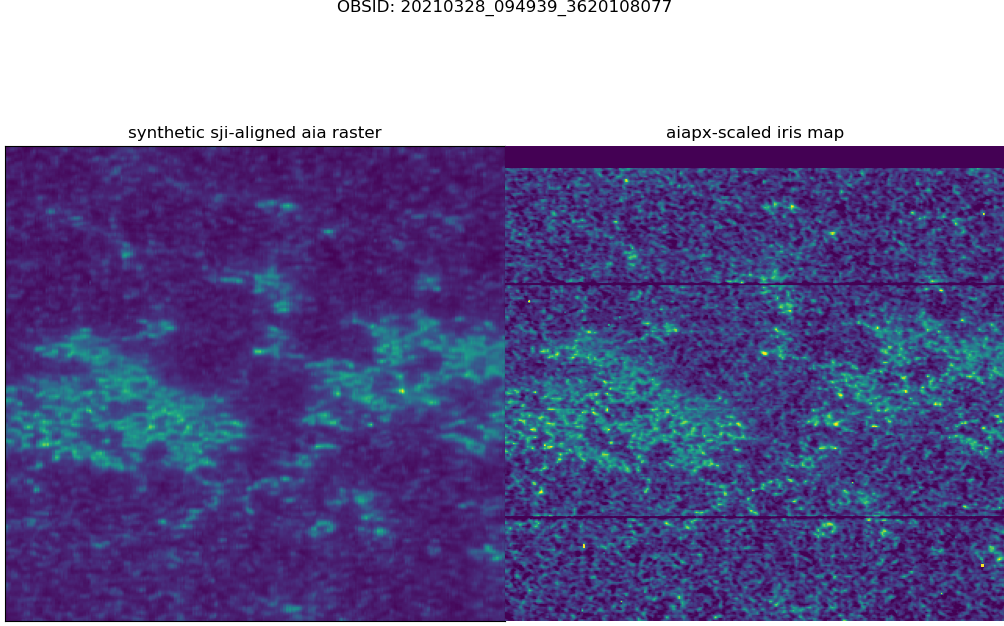 OBSID: 20210328_094939_3620108077
synthetic sji-aligned aia raster
aiapx-scaled iris map